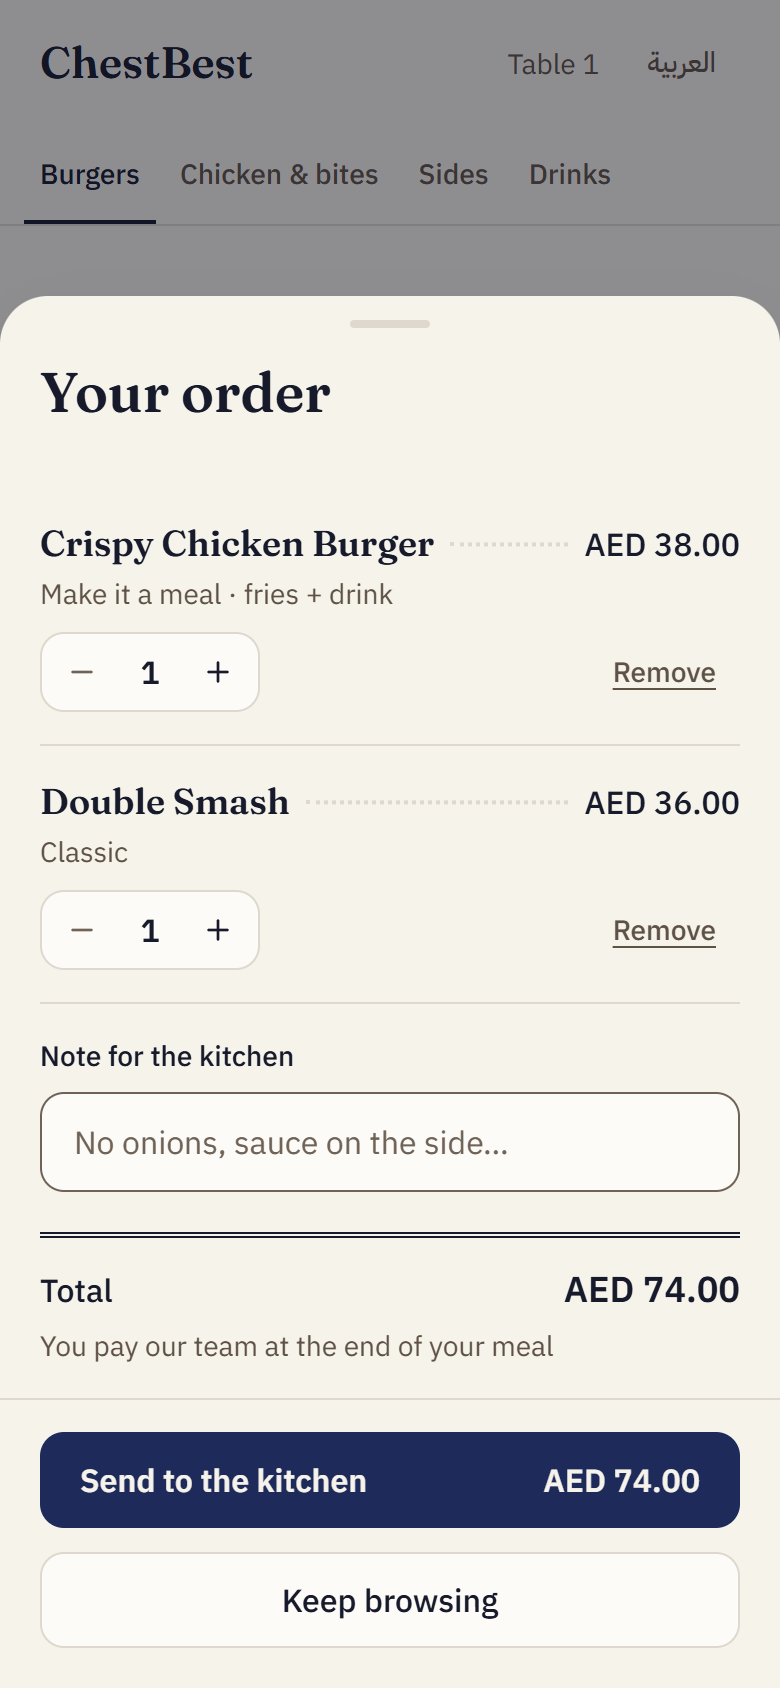 ChestBest
Table 1
العربية
Burgers
Chicken & bites
Sides
Drinks
Your order
Crispy Chicken Burger
AED 38.00
Make it a meal · fries + drink
− 1 +
Remove
Double Smash
AED 36.00
Classic
− 1 +
Remove
Note for the kitchen
No onions, sauce on the side...
Total
AED 74.00
You pay our team at the end of your meal
Send to the kitchen
AED 74.00
Keep browsing